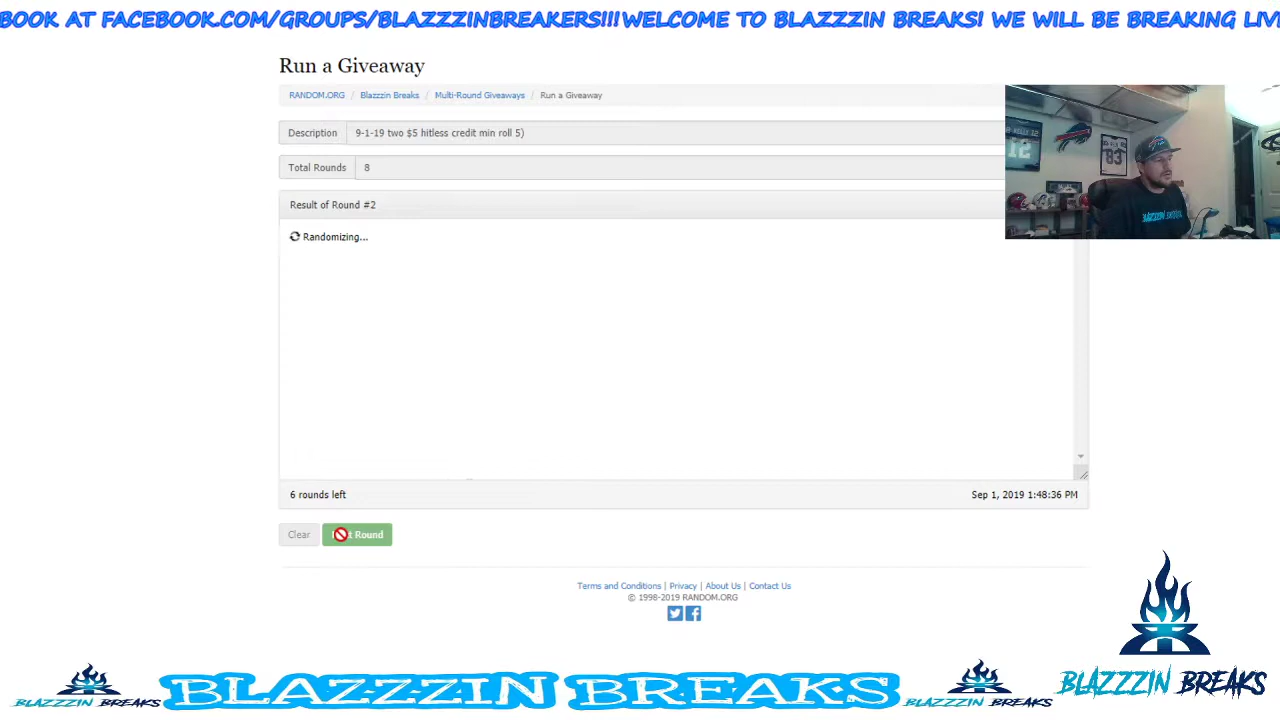 BOOK AT FACEBOOK.COM/GROUPS/BLAZZZINBREAKERS!!! WELCOME TO BLAZZZIN BREAKS! WE WILL BE BREAKING LIV
Run a Giveaway
RANDOM.ORG / Blazzzin Breaks / Multi-Round Giveaways / Run a Giveaway
Description 9-1-19 two $5 hitless credit min roll 5)
Total Rounds 8
Result of Round #2
Randomizing...
12
83
6 rounds left Sep 1, 2019 1:48:36 PM
Clear Round
Terms and Conditions | Privacy | About Us | Contact Us
© 1998-2019 RANDOM.ORG
BLAZZZIN BREAKS
BLAZZZIN BREAKS
BLAZZZIN BREAKS
BLAZZZIN BREAKS